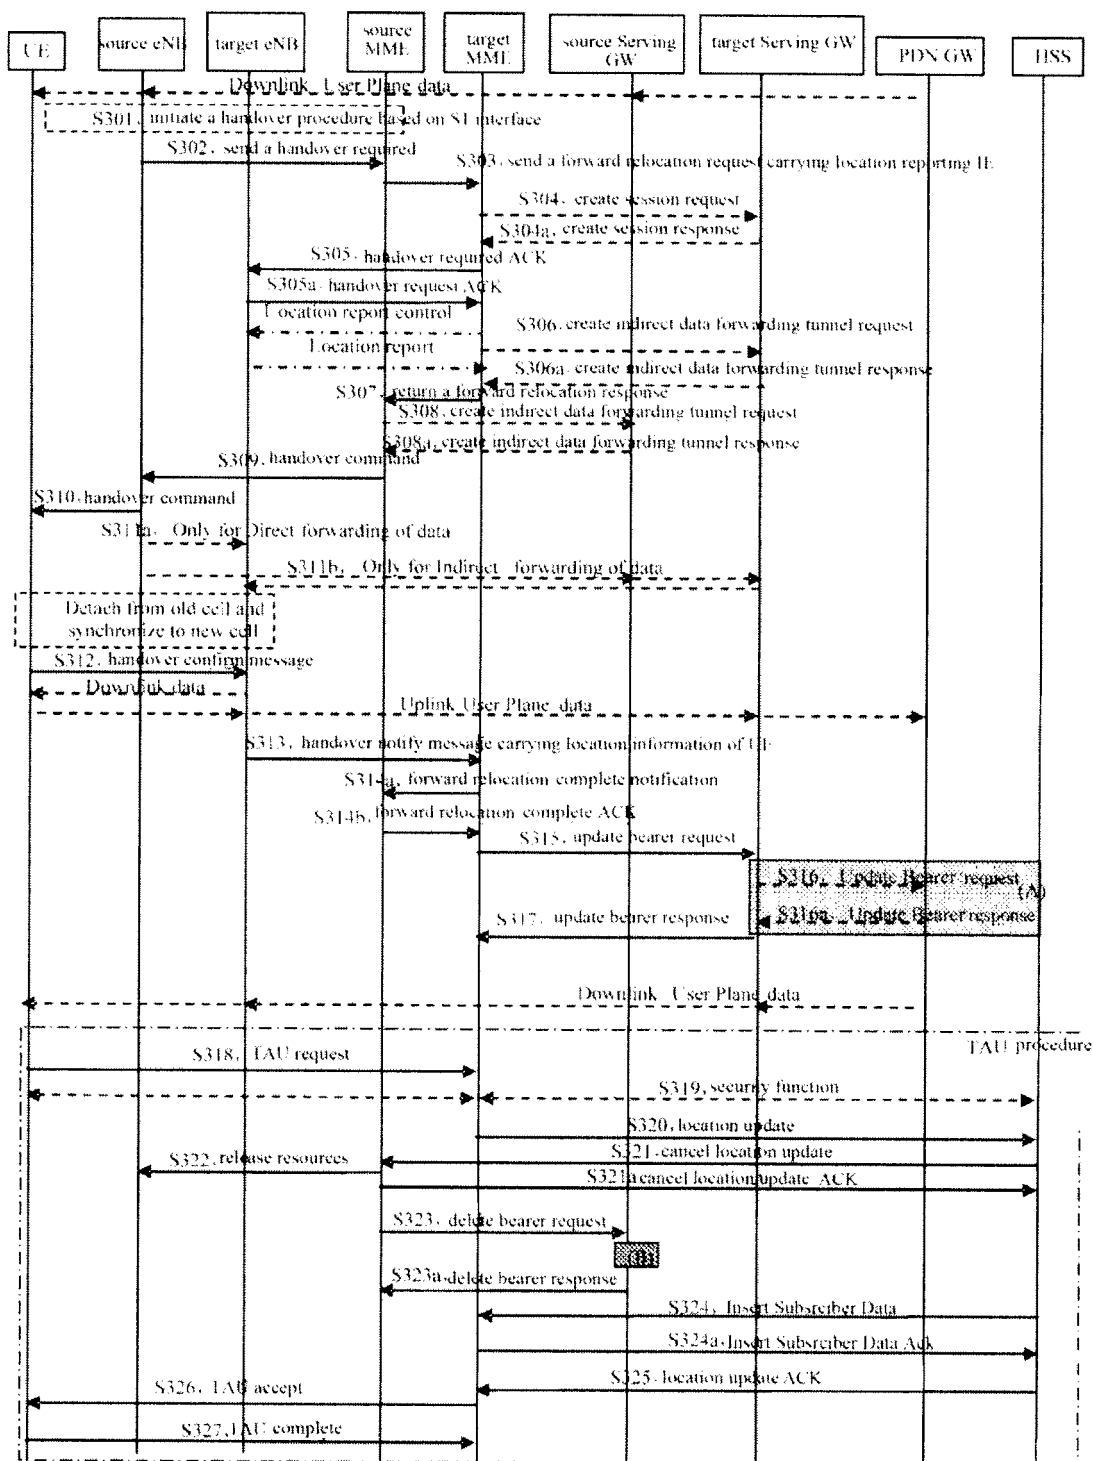 UE
source eNB
target eNB
source
MME
target
MME
source Serving
GW
target Serving GW
PDN GW
HSS
Downlink User Plane data
S301, initiate a handover procedure based on S1 interface
S302, send a handover required
S303, send a forward relocation request carrying location reporting IE
S304, create session request
S304a, create session response
S305, handover required ACK
S305a, handover request ACK
Location report control
S306, create indirect data forwarding tunnel request
Location report
S306a, create indirect data forwarding tunnel response
S307, return a forward relocation response
S308, create indirect data forwarding tunnel request
S308a, create indirect data forwarding tunnel response
S309, handover command
S310, handover command
S311a, Only for Direct forwarding of data
S311b, Only for Indirect forwarding of data
Detach from old cell and
synchronize to new cell
S312, handover confirm message
Downlink data
Uplink User Plane data
S313, handover notify message carrying location information of UE
S314a, forward relocation complete notification
S314b, forward relocation complete ACK
S315, update bearer request
S316, Update Bearer request
(A)
S316a, Update Bearer response
S317, update bearer response
Downlink User Plane data
TAU procedure
S318, TAU request
S319, security function
S320, location update
S321, cancel location update
S322, release resources
S321a cancel location update ACK
S323, delete bearer request
(B)
S323a, delete bearer response
S324, Insert Subsrciber Data
S324a, Insert Subsrciber Data Ack
S325, location update ACK
S326, TAU accept
S327, TAU complete